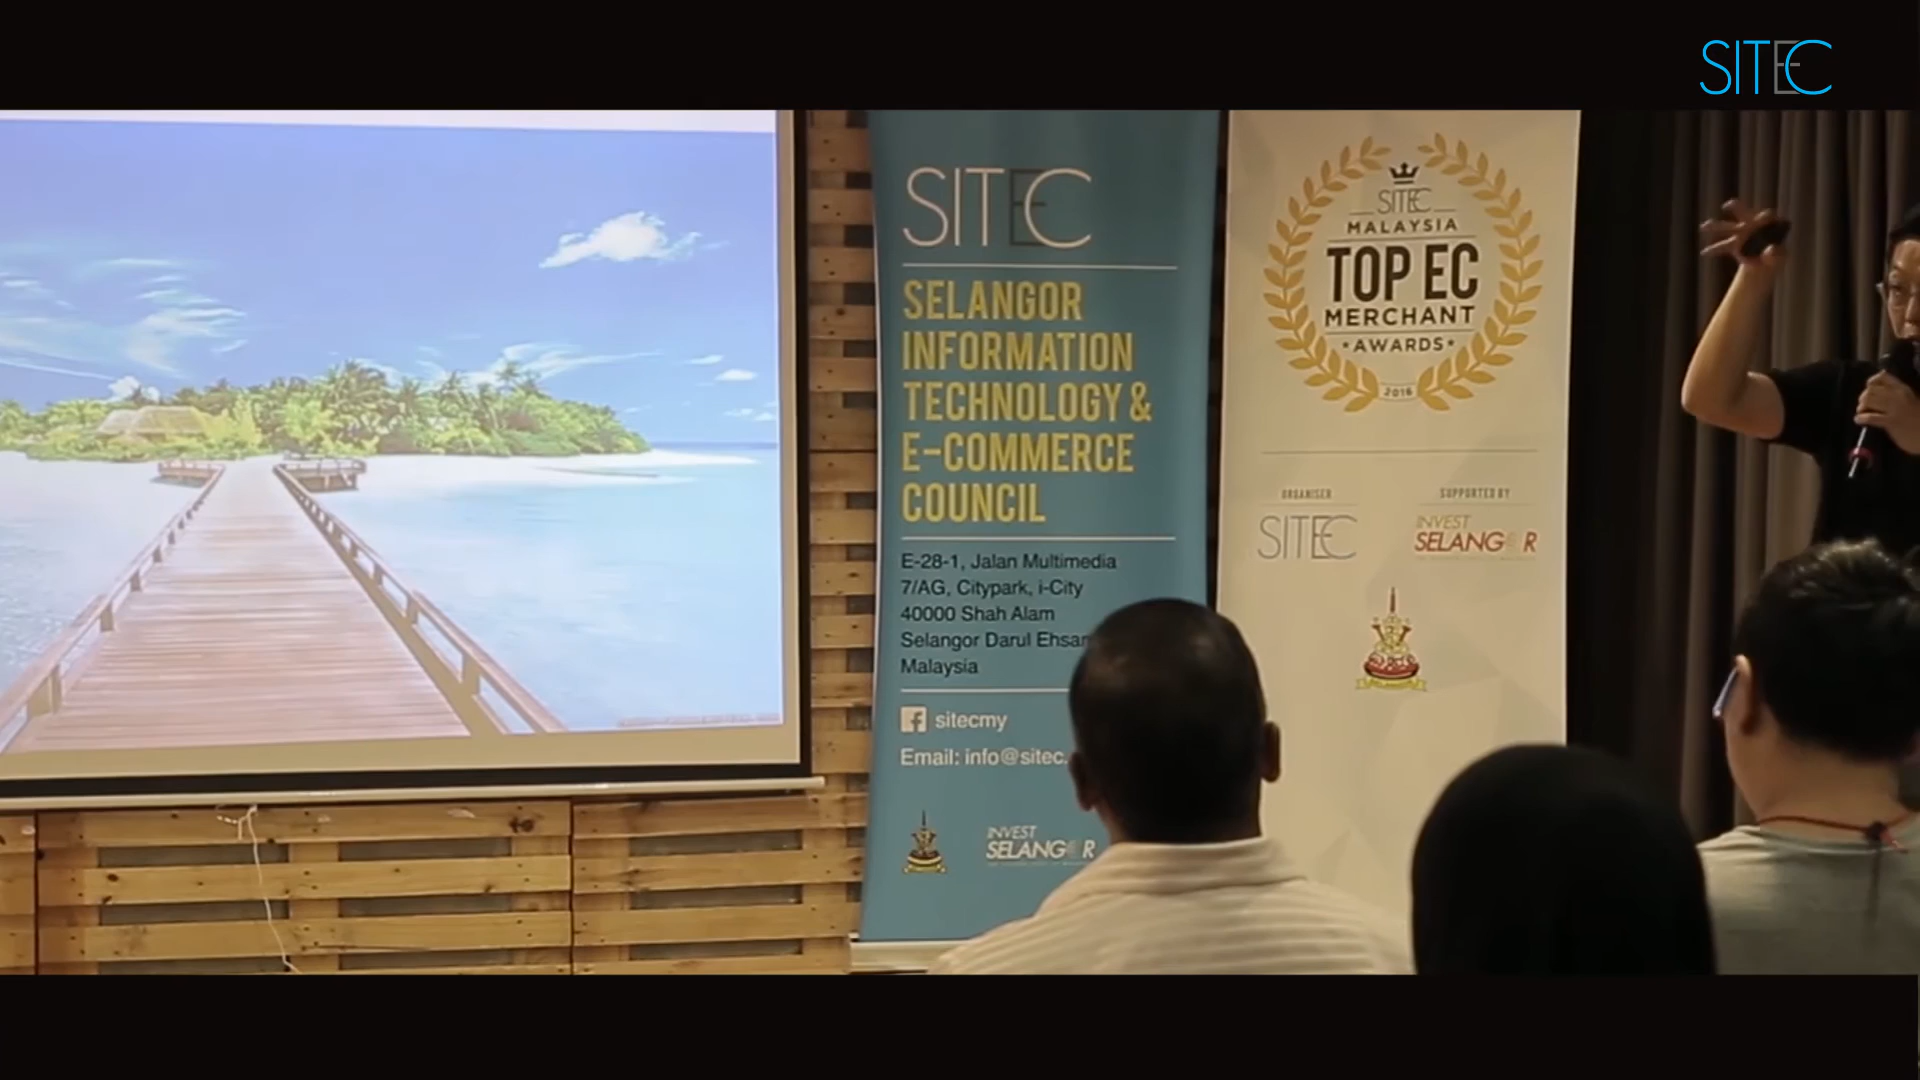 SITEC
SITEC
SELANGOR
INFORMATION
TECHNOLOGY &
E-COMMERCE
COUNCIL
E-28-1, Jalan Multimedia
7/AG, Citypark, i-City
40000 Shah Alam
Selangor Darul Ehsan
Malaysia
sitecmy
Email: info@sitec.
INVEST
SELANGOR
SITEC
MALAYSIA
TOP EC
MERCHANT
AWARDS
2016
ORGANISER
SITEC
SUPPORTED BY
INVEST
SELANGOR